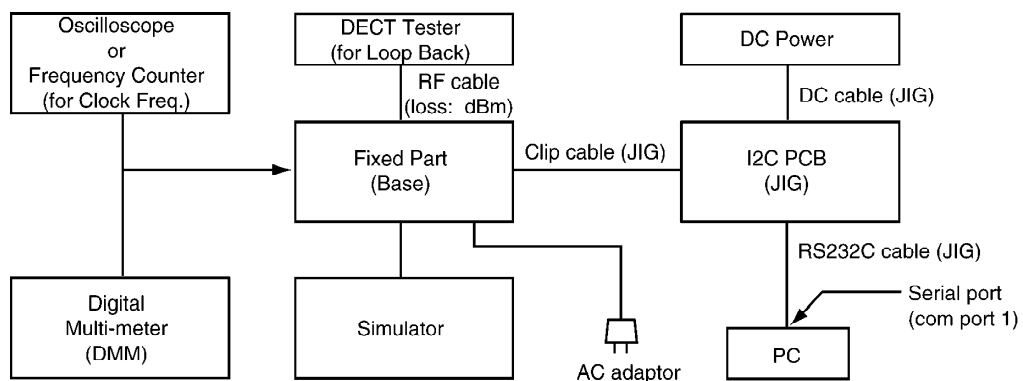 Oscilloscope
or
Frequency Counter
(for Clock Freq.)
DECT Tester
(for Loop Back)
DC Power
RF cable
(loss: dBm)
DC cable (JIG)
Fixed Part
(Base)
Clip cable (JIG)
I2C PCB
(JIG)
RS232C cable (JIG)
Digital
Multi-meter
(DMM)
Simulator
AC adaptor
Serial port
(com port 1)
PC